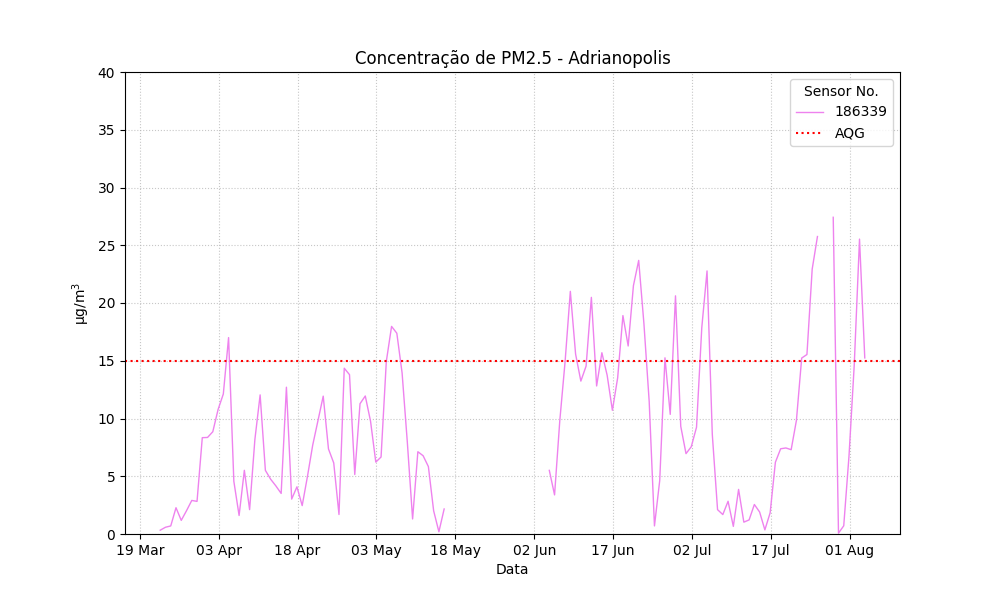 Concentração de PM2.5 - Adrianopolis
40
35
30
25
20
15
10
5
0
µg/m³
Sensor No.
186339
AQG
19 Mar 03 Apr 18 Apr 03 May 18 May 02 Jun 17 Jun 02 Jul 17 Jul 01 Aug
Data